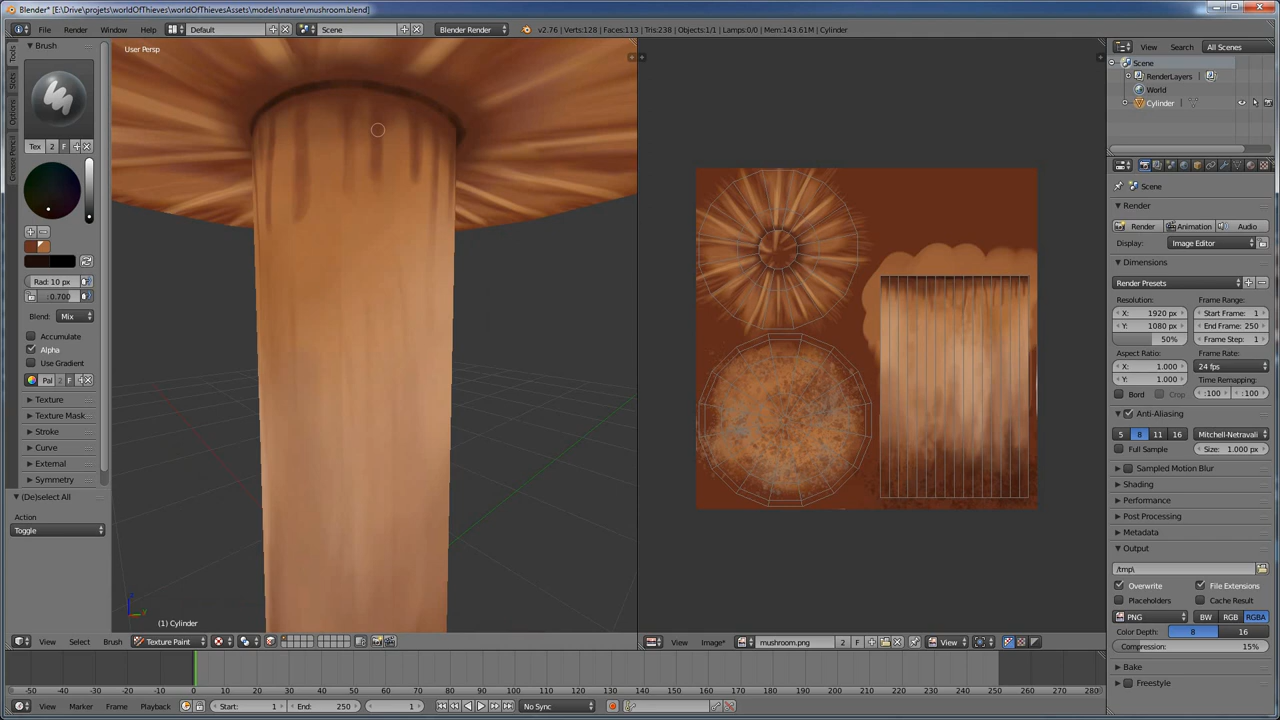 Blender* [E:\Drive\projets\worldOfThieves\worldOfThievesAssets\models\nature\mushroom.blend]
File Render Window Help Default Scene Blender Render v2.76 | Verts:128 | Faces:113 | Tris:238 | Objects:1/1 | Lamps:0/0 | Mem:143.61M | Cylinder
View Search All Scenes
Brush
User Persp
Scene
RenderLayers
World
Cylinder
Tools
Slots
Options
Grease Pencil
Tex 2 F
Rad: 10 px
: 0.700
Blend: Mix
Accumulate
Alpha
Use Gradient
Pal 2 F
Texture
Texture Mask
Stroke
Curve
External
Symmetry
(De)select All
Action
Toggle
(1) Cylinder
View Select Brush Texture Paint
View Image* mushroom.png 2 F View
Scene
Render
Render Animation Audio
Display: Image Editor
Dimensions
Render Presets
Resolution: Frame Range:
X: 1920 px Start Frame: 1
Y: 1080 px End Frame: 250
50% Frame Step: 1
Aspect Ratio: Frame Rate:
X: 1.000 24 fps
Y: 1.000 Time Remapping:
Bord Crop :100 :100
Anti-Aliasing
5 8 11 16 Mitchell-Netravali
Full Sample Size: 1.000 px
Sampled Motion Blur
Shading
Performance
Post Processing
Metadata
Output
/tmp\
Overwrite File Extensions
Placeholders Cache Result
PNG BW RGB RGBA
Color Depth: 8 16
Compression: 15%
Bake
Freestyle
-50 -40 -30 -20 -10 0 10 20 30 40 50 60 70 80 90 100 110 120 130 140 150 160 170 180 190 200 210 220 230 240 250 260 270 280
View Marker Frame Playback Start: 1 End: 250 1 No Sync